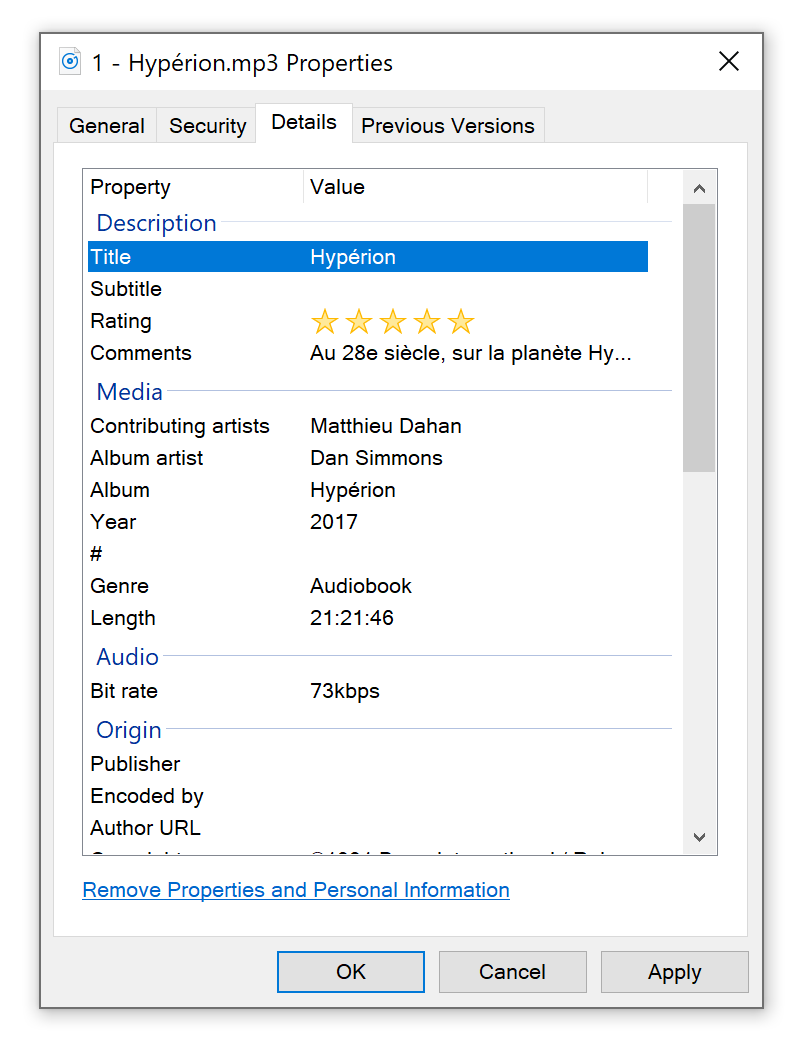 1 - Hypérion.mp3 Properties
General Security Details Previous Versions
Property Value
Description
Title Hypérion
Subtitle
Rating
Comments Au 28e siècle, sur la planète Hy...
Media
Contributing artists Matthieu Dahan
Album artist Dan Simmons
Album Hypérion
Year 2017
#
Genre Audiobook
Length 21:21:46
Audio
Bit rate 73kbps
Origin
Publisher
Encoded by
Author URL
Remove Properties and Personal Information
OK Cancel Apply